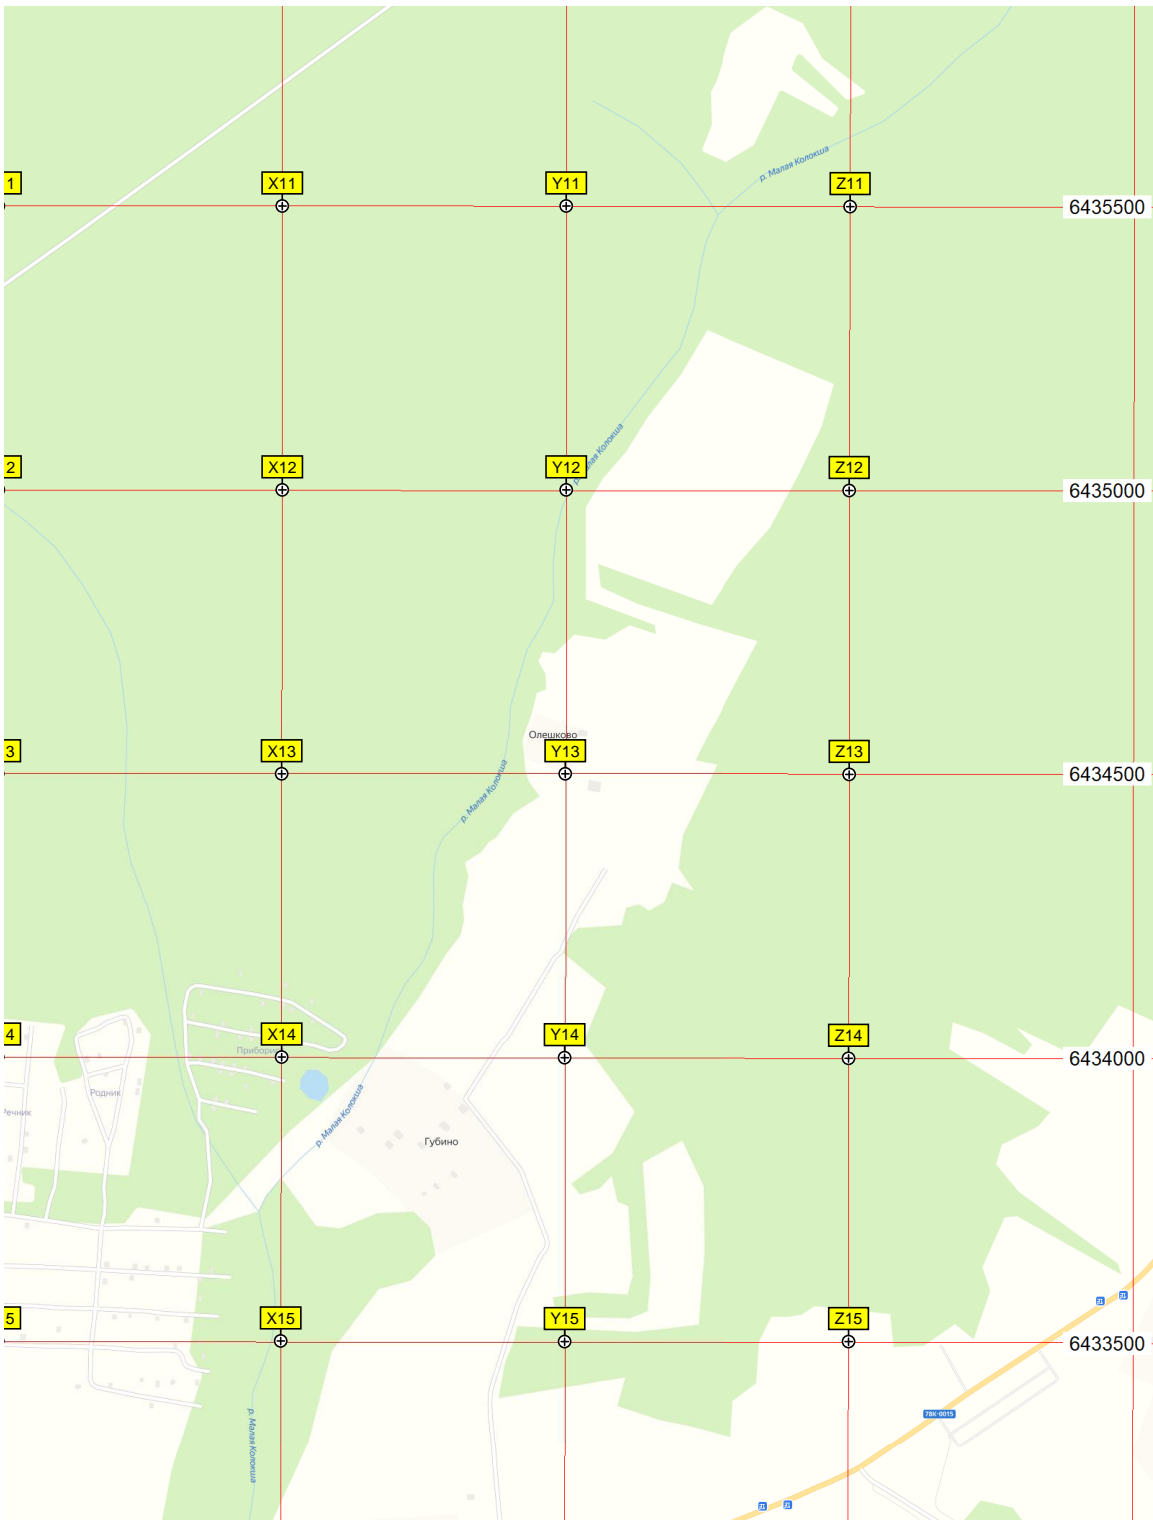 р. Малая Колокша
1
X11
Y11
Z11
6435500
р. Малая Колокша
2
X12
Y12
Z12
6435000
Олешково
3
X13
Y13
Z13
6434500
р. Малая Колокша
4
X14
Y14
Z14
Приборис
6434000
Родник
Речник
р. Малая Колокша
Губино
5
X15
Y15
Z15
6433500
78К-0015
р. Малая Колокша